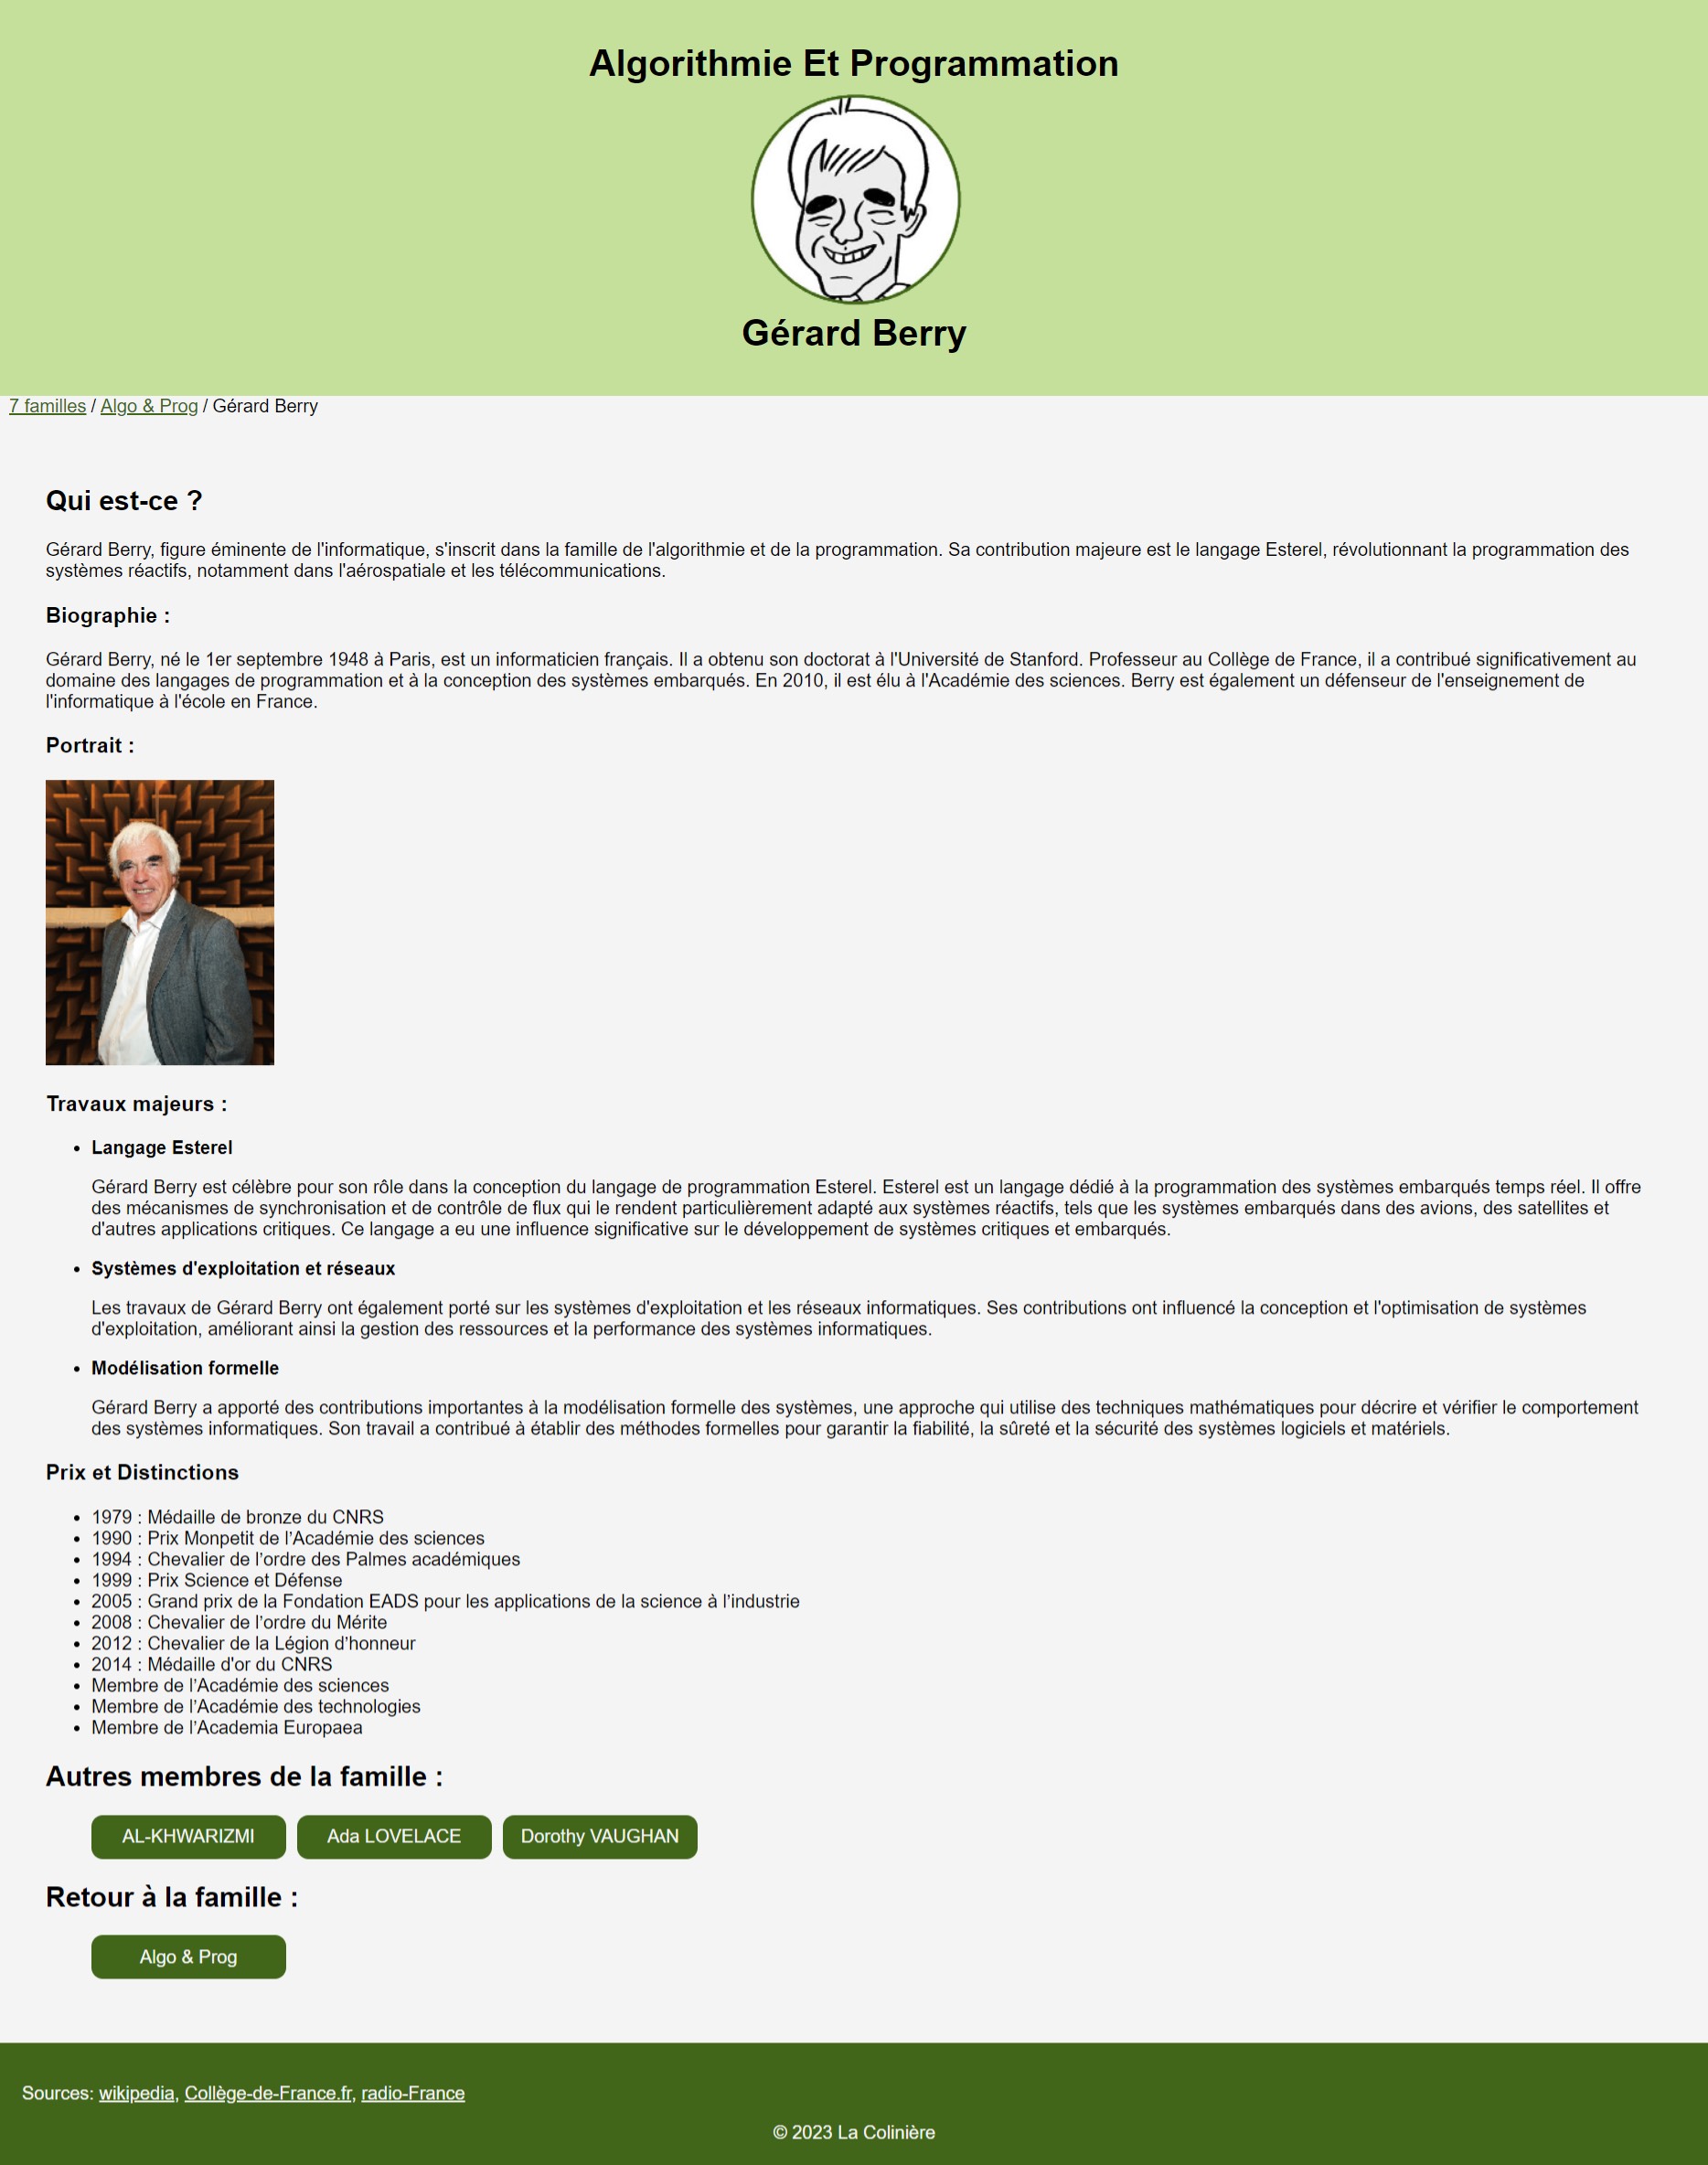 Algorithmie Et Programmation
Gérard Berry
7 familles / Algo & Prog / Gérard Berry
Qui est-ce ?
Gérard Berry, figure éminente de l'informatique, s'inscrit dans la famille de l'algorithmie et de la programmation. Sa contribution majeure est le langage Esterel, révolutionnant la programmation des
systèmes réactifs, notamment dans l'aérospatiale et les télécommunications.
Biographie :
Gérard Berry, né le 1er septembre 1948 à Paris, est un informaticien français. Il a obtenu son doctorat à l'Université de Stanford. Professeur au Collège de France, il a contribué significativement au
domaine des langages de programmation et à la conception des systèmes embarqués. En 2010, il est élu à l'Académie des sciences. Berry est également un défenseur de l'enseignement de
l'informatique à l'école en France.
Portrait :
Travaux majeurs :
• Langage Esterel
Gérard Berry est célèbre pour son rôle dans la conception du langage de programmation Esterel. Esterel est un langage dédié à la programmation des systèmes embarqués temps réel. Il offre
des mécanismes de synchronisation et de contrôle de flux qui le rendent particulièrement adapté aux systèmes réactifs, tels que les systèmes embarqués dans des avions, des satellites et
d'autres applications critiques. Ce langage a eu une influence significative sur le développement de systèmes critiques et embarqués.
• Systèmes d'exploitation et réseaux
Les travaux de Gérard Berry ont également porté sur les systèmes d'exploitation et les réseaux informatiques. Ses contributions ont influencé la conception et l'optimisation de systèmes
d'exploitation, améliorant ainsi la gestion des ressources et la performance des systèmes informatiques.
• Modélisation formelle
Gérard Berry a apporté des contributions importantes à la modélisation formelle des systèmes, une approche qui utilise des techniques mathématiques pour décrire et vérifier le comportement
des systèmes informatiques. Son travail a contribué à établir des méthodes formelles pour garantir la fiabilité, la sûreté et la sécurité des systèmes logiciels et matériels.
Prix et Distinctions
• 1979 : Médaille de bronze du CNRS
• 1990 : Prix Monpetit de l’Académie des sciences
• 1994 : Chevalier de l’ordre des Palmes académiques
• 1999 : Prix Science et Défense
• 2005 : Grand prix de la Fondation EADS pour les applications de la science à l’industrie
• 2008 : Chevalier de l’ordre du Mérite
• 2012 : Chevalier de la Légion d’honneur
• 2014 : Médaille d'or du CNRS
• Membre de l’Académie des sciences
• Membre de l’Académie des technologies
• Membre de l’Academia Europaea
Autres membres de la famille :
AL-KHWARIZMI Ada LOVELACE Dorothy VAUGHAN
Retour à la famille :
Algo & Prog
Sources: wikipedia, Collège-de-France.fr, radio-France
© 2023 La Colinière